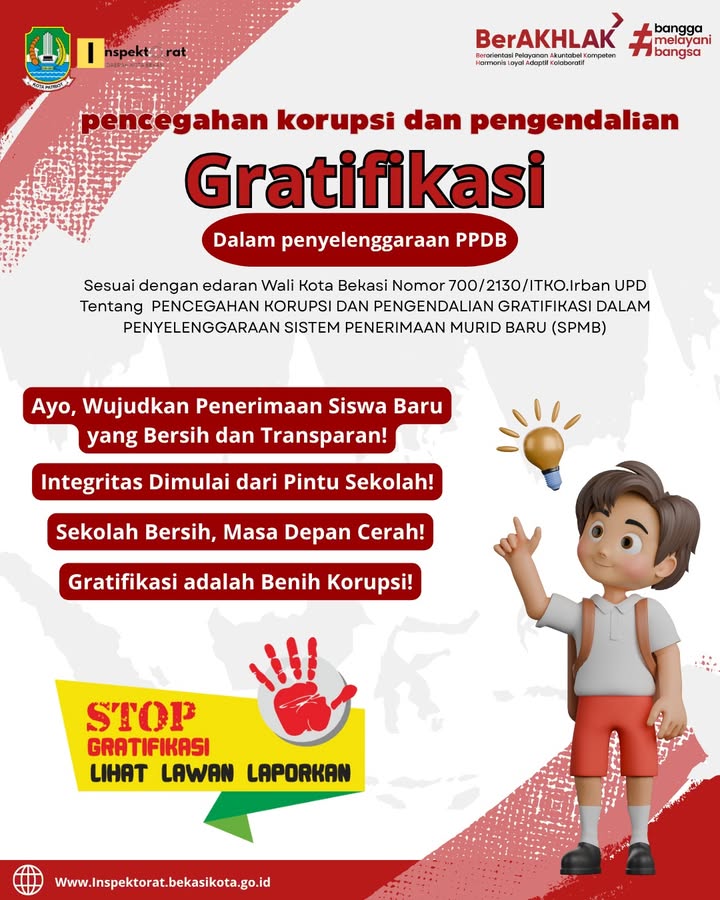 KOTA PATRIOT
Inspektorat
BerAKHLAK
Berorientasi Pelayanan Akuntabel Kompeten
Harmonis Loyal Adaptif Kolaboratif
#bangga
melayani
bangsa
pencegahan korupsi dan pengendalian
Gratifikasi
Dalam penyelenggaraan PPDB
Sesuai dengan edaran Wali Kota Bekasi Nomor 700/2130/ITKO.Irban UPD
Tentang PENCEGAHAN KORUPSI DAN PENGENDALIAN GRATIFIKASI DALAM
PENYELENGGARAAN SISTEM PENERIMAAN MURID BARU (SPMB)
Ayo, Wujudkan Penerimaan Siswa Baru
yang Bersih dan Transparan!
Integritas Dimulai dari Pintu Sekolah!
Sekolah Bersih, Masa Depan Cerah!
Gratifikasi adalah Benih Korupsi!
STOP
GRATIFIKASI
LIHAT LAWAN LAPORKAN
Www.Inspektorat.bekasikota.go.id